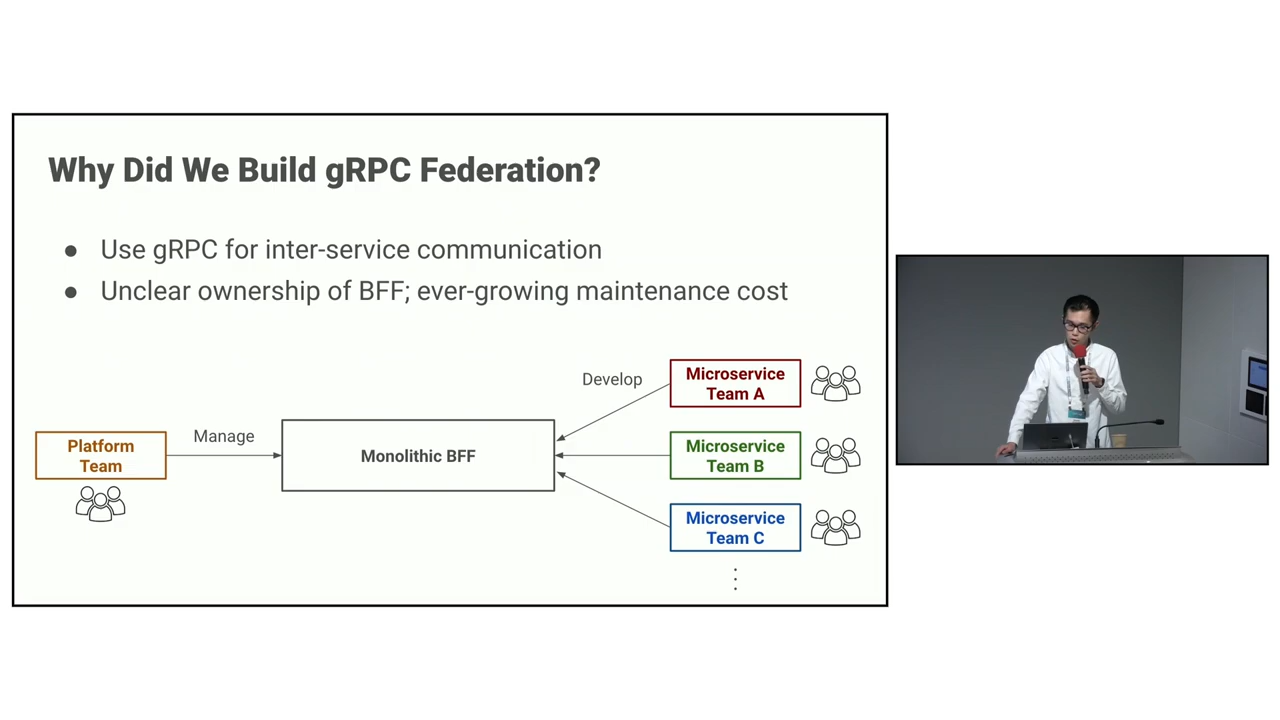 Why Did We Build gRPC Federation?
● Use gRPC for inter-service communication
● Unclear ownership of BFF; ever-growing maintenance cost
Develop
Microservice
Team A
Platform
Team
Manage
Monolithic BFF
Microservice
Team B
Microservice
Team C